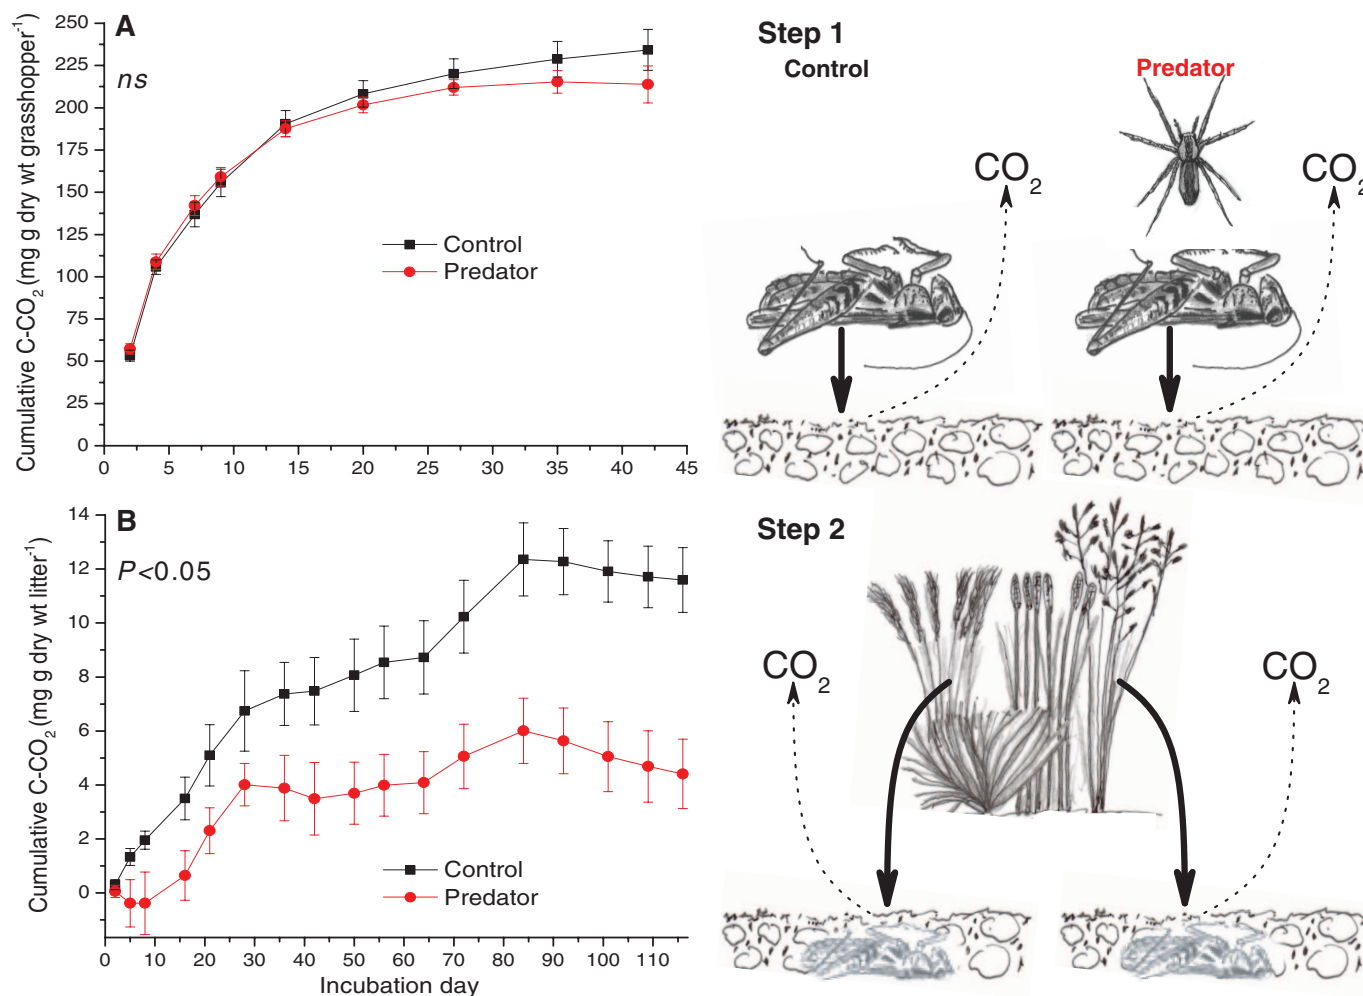 A
ns
Cumulative C-CO2 (mg g dry wt grasshopper-1)
250
225
200
175
150
125
100
75
50
25
0
Control
Predator
0 5 10 15 20 25 30 35 40 45
Step 1
Control
Predator
CO2
CO2
B
P<0.05
Cumulative C-CO2 (mg g dry wt litter-1)
14
12
10
8
6
4
2
0
Control
Predator
0 10 20 30 40 50 60 70 80 90 100 110
Incubation day
Step 2
CO2
CO2